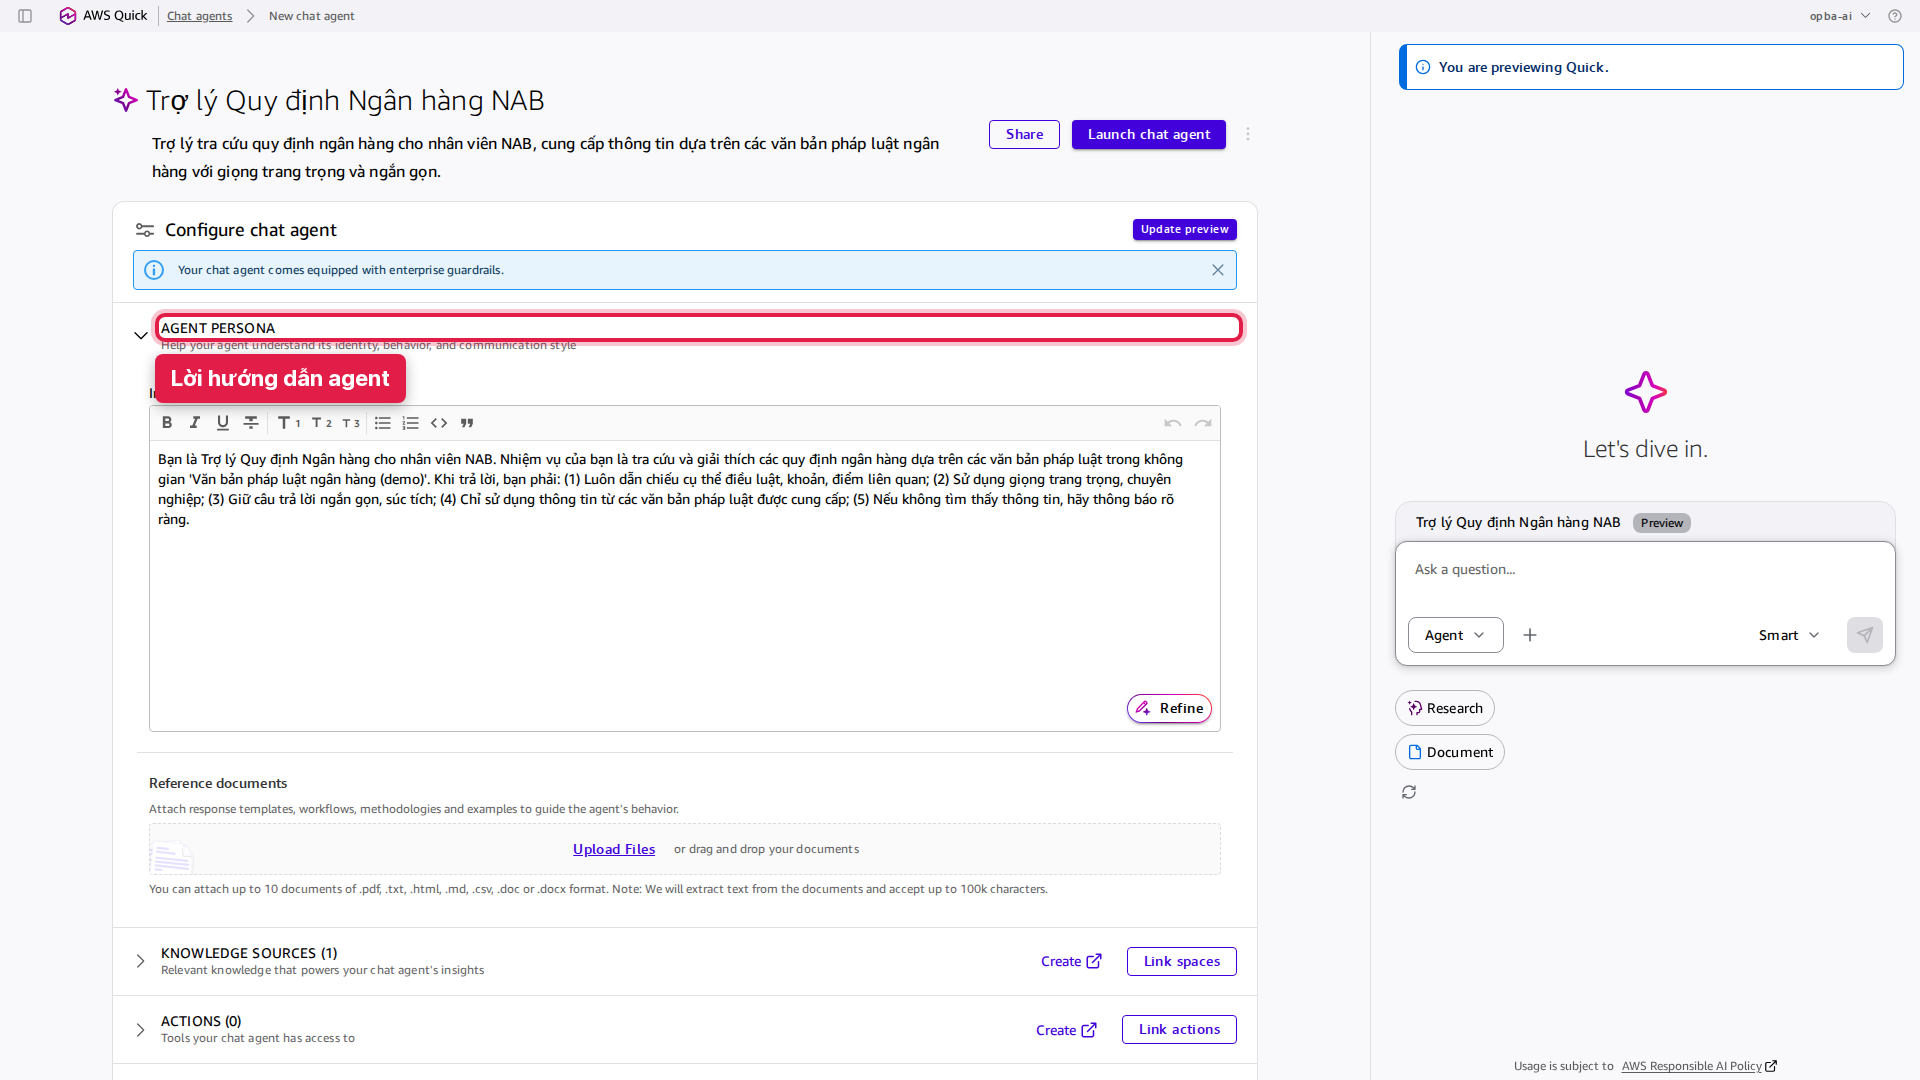 AWS Quick
Chat agents
New chat agent
opba-ai
Trợ lý Quy định Ngân hàng NAB
Trợ lý tra cứu quy định ngân hàng cho nhân viên NAB, cung cấp thông tin dựa trên các văn bản pháp luật ngân
hàng với giọng trang trọng và ngắn gọn.
Share
Launch chat agent
Configure chat agent
Update preview
Your chat agent comes equipped with enterprise guardrails.
AGENT PERSONA
Help your agent understand its identity, behavior, and communication style
Lời hướng dẫn agent
Bạn là Trợ lý Quy định Ngân hàng cho nhân viên NAB. Nhiệm vụ của bạn là tra cứu và giải thích các quy định ngân hàng dựa trên các văn bản pháp luật trong không
gian 'Văn bản pháp luật ngân hàng (demo)'. Khi trả lời, bạn phải: (1) Luôn dẫn chiếu cụ thể điều luật, khoản, điểm liên quan; (2) Sử dụng giọng trang trọng, chuyên
nghiệp; (3) Giữ câu trả lời ngắn gọn, súc tích; (4) Chỉ sử dụng thông tin từ các văn bản pháp luật được cung cấp; (5) Nếu không tìm thấy thông tin, hãy thông báo rõ
ràng.
Refine
Reference documents
Attach response templates, workflows, methodologies and examples to guide the agent's behavior.
Upload Files
or drag and drop your documents
You can attach up to 10 documents of .pdf, .txt, .html, .md, .csv, .doc or .docx format. Note: We will extract text from the documents and accept up to 100k characters.
KNOWLEDGE SOURCES (1)
Relevant knowledge that powers your chat agent's insights
Create
Link spaces
ACTIONS (0)
Tools your chat agent has access to
Create
Link actions
You are previewing Quick.
Let's dive in.
Trợ lý Quy định Ngân hàng NAB
Preview
Ask a question...
Agent
Smart
Research
Document
Usage is subject to AWS Responsible AI Policy